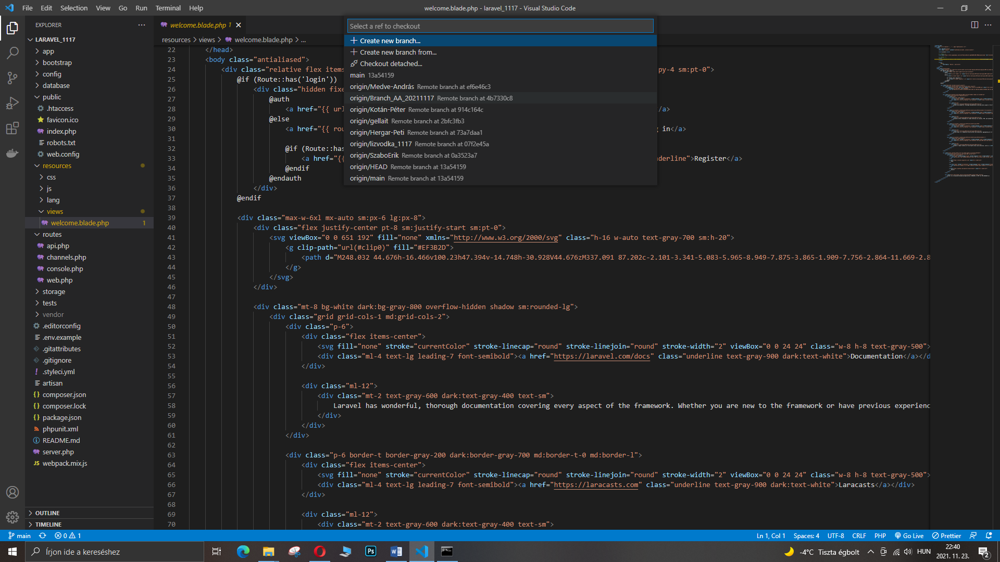 File Edit Selection View Go Run Terminal Help
welcome.blade.php - laravel_1117 - Visual Studio Code
EXPLORER
LARAVEL_1117
app
bootstrap
config
database
public
.htaccess
favicon.ico
index.php
robots.txt
web.config
resources
css
js
lang
views
welcome.blade.php 1
routes
api.php
channels.php
console.php
web.php
storage
tests
vendor
.editorconfig
.env.example
.gitattributes
.gitignore
.styleci.yml
artisan
composer.json
composer.lock
package.json
phpunit.xml
README.md
server.php
webpack.mix.js
OUTLINE
TIMELINE
welcome.blade.php 1
resources > views > welcome.blade.php > ...
Select a ref to checkout
Create new branch...
Create new branch from...
Checkout detached...
main 13a54159
origin/Medve-András Remote branch at ef6e46c3
origin/Branch_AA_20211117 Remote branch at 4b7330c8
origin/Kotán-Péter Remote branch at 914c164c
origin/gellait Remote branch at 2bfc3fb3
origin/Hergar-Peti Remote branch at 73a7daa1
origin/lizvodka_1117 Remote branch at 07f2e45a
origin/SzaboErik Remote branch at 0a3523a7
origin/HEAD Remote branch at 13a54159
origin/main Remote branch at 13a54159
22 </head>
23 <body class="antialiased">
24 <div class="relative flex items py-4 sm:pt-0">
25 @if (Route::has('login'))
26 <div class="hidden fixe
27 @auth
28 <a href="{{ url /a>
29 @else
30 <a href="{{ rou g in</a>
31
32 @if (Route::has
33 <a href="{{ nderline">Register</a>
34 @endif
35 @endauth
36 </div>
37 @endif
38
39 <div class="max-w-6xl mx-auto sm:px-6 lg:px-8">
40 <div class="flex justify-center pt-8 sm:justify-start sm:pt-0">
41 <svg viewBox="0 0 651 192" fill="none" xmlns="http://www.w3.org/2000/svg" class="h-16 w-auto text-gray-700 sm:h-20">
42 <g clip-path="url(#clip0)" fill="#EF3B2D">
43 <path d="M248.032 44.676h-16.466v100.23h47.394v-14.748h-30.928V44.676zM337.091 87.202c-2.101-3.341-5.083-5.965-8.949-7.875-3.865-1.909-7.756-2.864-11.669-2.8
44 </g>
45 </svg>
46 </div>
47
48 <div class="mt-8 bg-white dark:bg-gray-800 overflow-hidden shadow sm:rounded-lg">
49 <div class="grid grid-cols-1 md:grid-cols-2">
50 <div class="p-6">
51 <div class="flex items-center">
52 <svg fill="none" stroke="currentColor" stroke-linecap="round" stroke-linejoin="round" stroke-width="2" viewBox="0 0 24 24" class="w-8 h-8 text-gray-500">
53 <div class="ml-4 text-lg leading-7 font-semibold"><a href="https://laravel.com/docs" class="underline text-gray-900 dark:text-white">Documentation</a></d
54 </div>
55
56 <div class="ml-12">
57 <div class="mt-2 text-gray-600 dark:text-gray-400 text-sm">
58 Laravel has wonderful, thorough documentation covering every aspect of the framework. Whether you are new to the framework or have previous experienc
59 </div>
60 </div>
61 </div>
62
63 <div class="p-6 border-t border-gray-200 dark:border-gray-700 md:border-t-0 md:border-l">
64 <div class="flex items-center">
65 <svg fill="none" stroke="currentColor" stroke-linecap="round" stroke-linejoin="round" stroke-width="2" viewBox="0 0 24 24" class="w-8 h-8 text-gray-500">
66 <div class="ml-4 text-lg leading-7 font-semibold"><a href="https://laracasts.com" class="underline text-gray-900 dark:text-white">Laracasts</a></div>
67 </div>
68
69 <div class="ml-12">
70 <div class="mt-2 text-gray-600 dark:text-gray-400 text-sm">
main 0 1
Ln 1, Col 1 Spaces: 4 UTF-8 CRLF PHP Go Live Prettier
Írjon ide a kereséshez
-4°C Tiszta égbolt
HUN
22:40
2021. 11. 23.
2